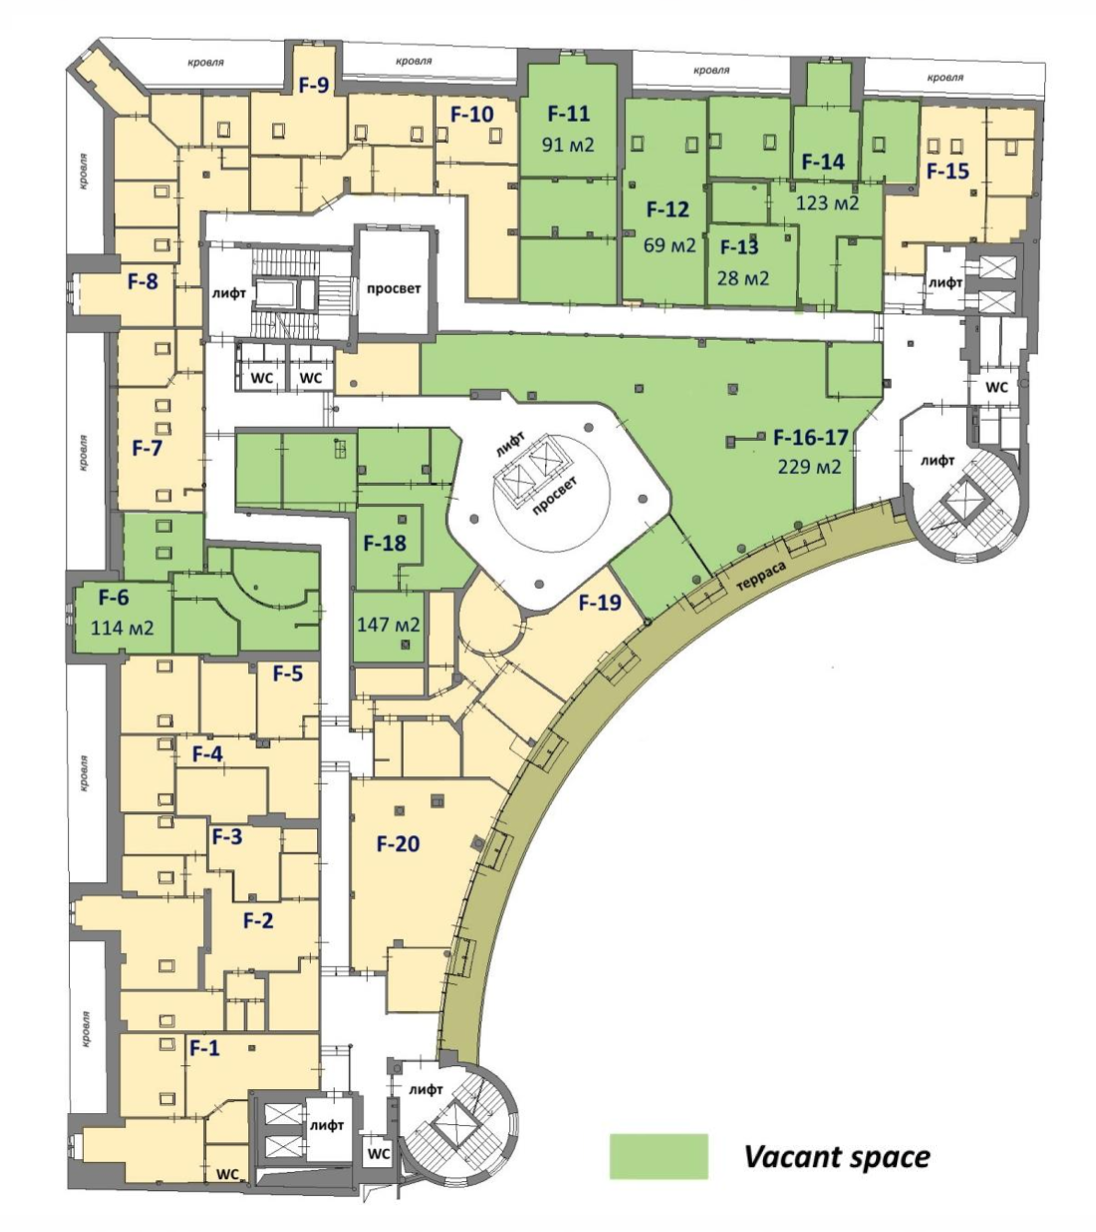 кровля
кровля
кровля
кровля
F-9
F-10
F-11
91 м2
F-14
123 м2
F-15
кровля
F-12
69 м2
F-13
28 м2
F-8
лифт
просвет
лифт
WC
WC
WC
F-7
кровля
лифт
просвет
F-16-17
229 м2
лифт
F-18
147 м2
терраса
F-19
F-6
114 м2
F-5
F-4
кровля
F-3
F-20
F-2
кровля
F-1
лифт
лифт
WC
WC
Vacant space